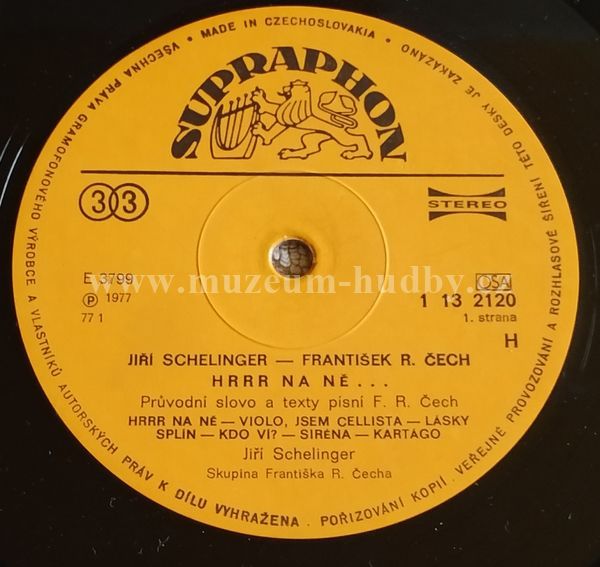 VŠECHNA PRÁVA GRAMOFONOVÉHO VÝROBCE A VLASTNÍKŮ AUTORSKÝCH PRÁV K DÍLU VYHRAŽENA . POŘIZOVÁNÍ KOPIÍ . VEŘEJNÉ PROVOZOVÁNÍ A ROZHLASOVÉ ŠÍŘENÍ TÉTO DESKY JE ZAKÁZÁNO
• MADE IN CZECHOSLOVAKIA •
SUPRAPHON
33
STEREO
E 3799
www.muzeum-hudby.
OSA
Ⓟ 1977
1 13 2120
77 1
1. strana
H
JIŘÍ SCHELINGER — FRANTIŠEK R. ČECH
HRRR NA NĚ . . .
Průvodní slovo a texty písní F. R. Čech
HRRR NA NĚ — VIOLO, JSEM CELLISTA — LÁSKY
SPLÍN — KDO VÍ? — SIRÉNA — KARTÁGO
Jiří Schelinger
Skupina Františka R. Čecha